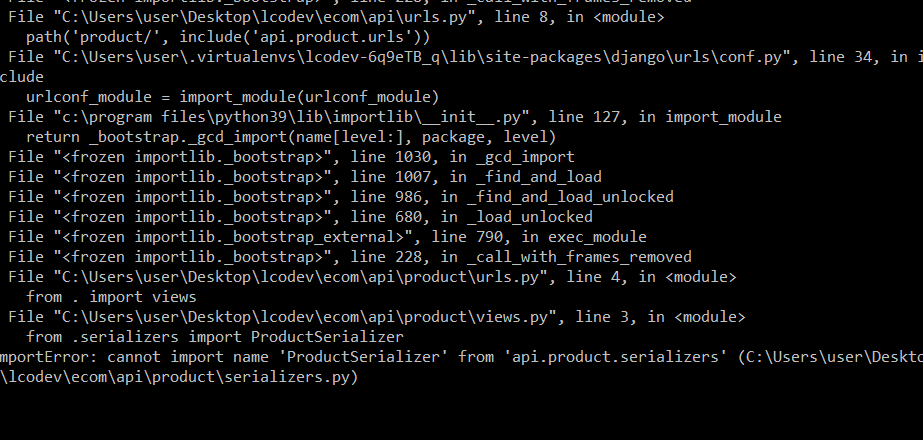 File "<frozen importlib._bootstrap>", line 228, in _call_with_frames_removed
File "C:\Users\user\Desktop\lcodev\ecom\api\urls.py", line 8, in <module>
path('product/', include('api.product.urls'))
File "C:\Users\user\.virtualenvs\lcodev-6q9eTB_q\lib\site-packages\django\urls\conf.py", line 34, in i
clude
urlconf_module = import_module(urlconf_module)
File "c:\program files\python39\lib\importlib\__init__.py", line 127, in import_module
return _bootstrap._gcd_import(name[level:], package, level)
File "<frozen importlib._bootstrap>", line 1030, in _gcd_import
File "<frozen importlib._bootstrap>", line 1007, in _find_and_load
File "<frozen importlib._bootstrap>", line 986, in _find_and_load_unlocked
File "<frozen importlib._bootstrap>", line 680, in _load_unlocked
File "<frozen importlib._bootstrap_external>", line 790, in exec_module
File "<frozen importlib._bootstrap>", line 228, in _call_with_frames_removed
File "C:\Users\user\Desktop\lcodev\ecom\api\product\urls.py", line 4, in <module>
from . import views
File "C:\Users\user\Desktop\lcodev\ecom\api\product\views.py", line 3, in <module>
from .serializers import ProductSerializer
mportError: cannot import name 'ProductSerializer' from 'api.product.serializers' (C:\Users\user\Deskto
\lcodev\ecom\api\product\serializers.py)